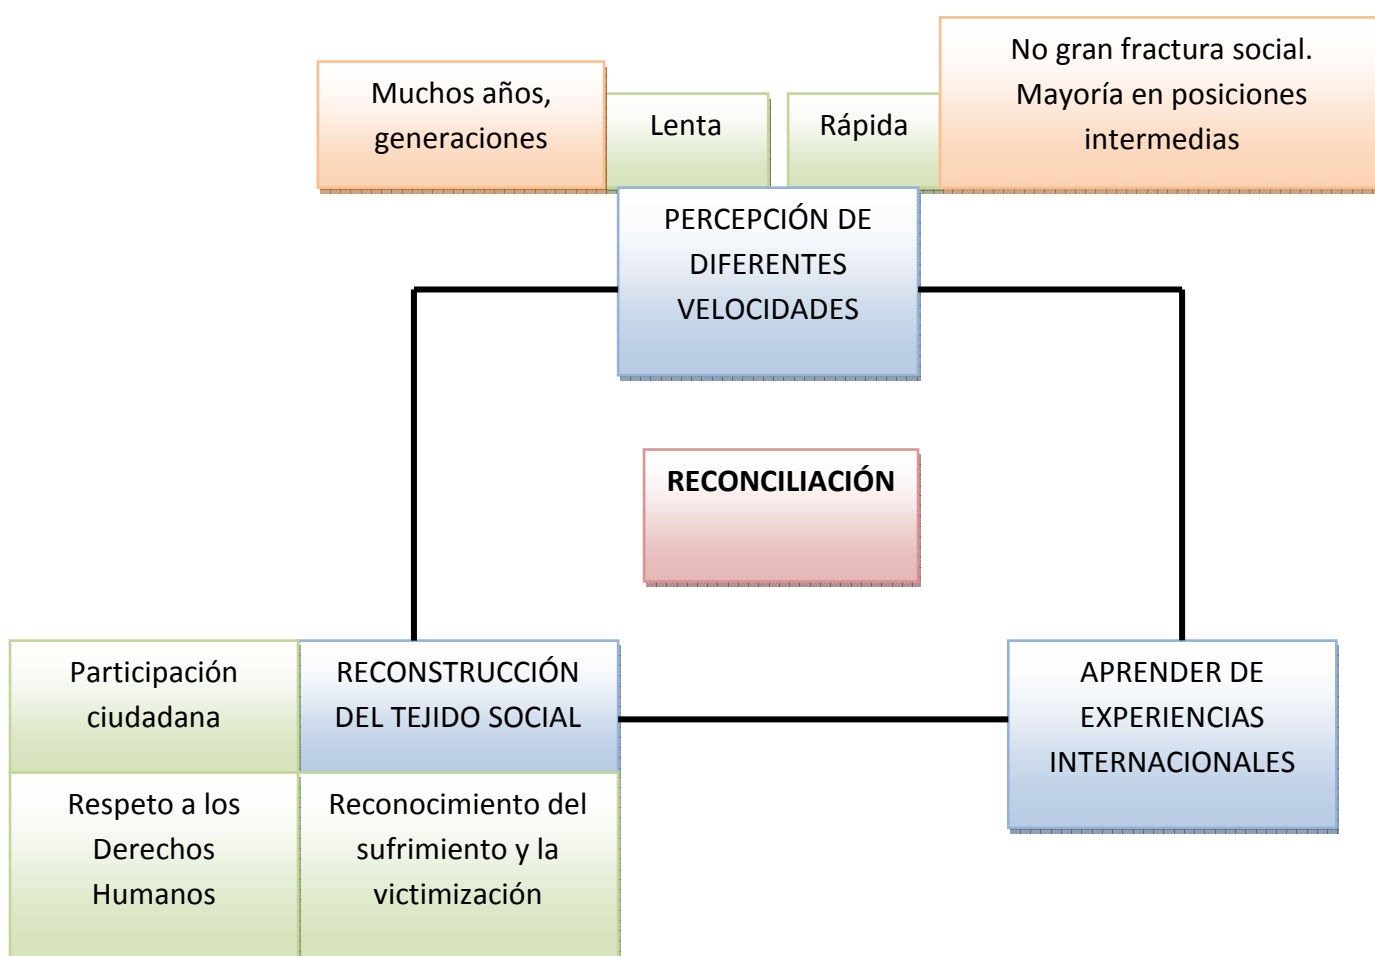 Muchos años,
generaciones
Lenta
Rápida
No gran fractura social.
Mayoría en posiciones
intermedias
PERCEPCIÓN DE
DIFERENTES
VELOCIDADES
RECONCILIACIÓN
Participación
ciudadana
RECONSTRUCCIÓN
DEL TEJIDO SOCIAL
APRENDER DE
EXPERIENCIAS
INTERNACIONALES
Respeto a los
Derechos
Humanos
Reconocimiento del
sufrimiento y la
victimización